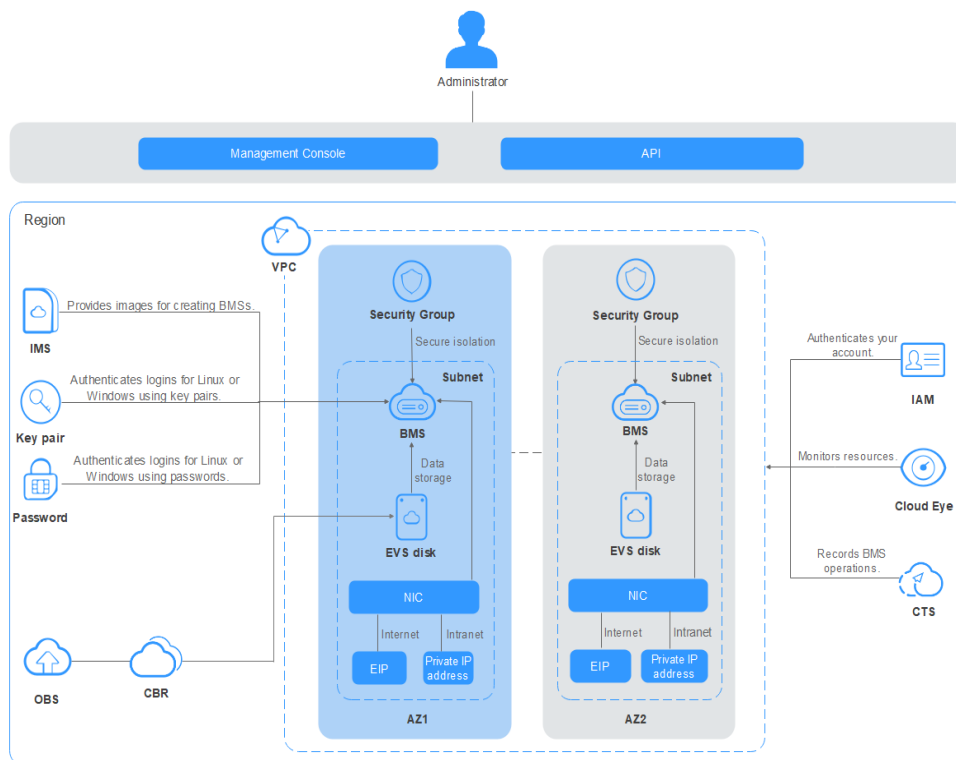 Administrator
Management Console
API
Region
VPC
Security Group
Secure isolation
Subnet
BMS
Data
storage
EVS disk
NIC
Internet
Intranet
EIP
Private IP
address
AZ1
Security Group
Secure isolation
Subnet
BMS
Data
storage
EVS disk
NIC
Internet
Intranet
EIP
Private IP
address
AZ2
Provides images for creating BMSs.
IMS
Authenticates logins for Linux or
Windows using key pairs.
Key pair
Authenticates logins for Linux or
Windows using passwords.
Password
OBS
CBR
Authenticates your
account.
IAM
Monitors resources.
Cloud Eye
Records BMS
operations.
CTS